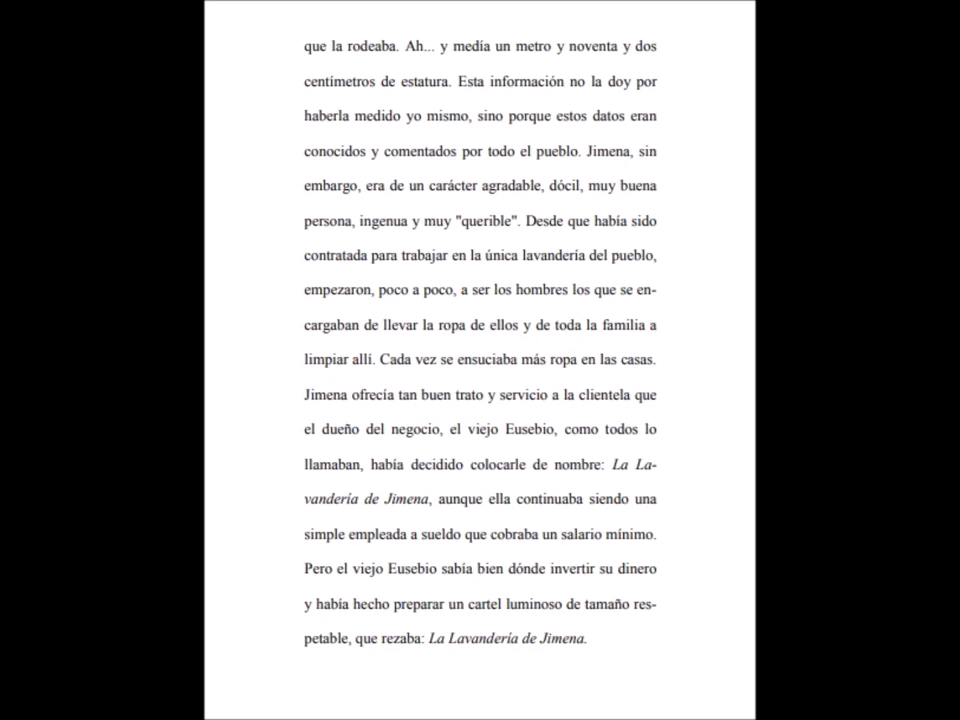 que la rodeaba. Ah... y medía un metro y noventa y dos
centímetros de estatura. Esta información no la doy por
haberla medido yo mismo, sino porque estos datos eran
conocidos y comentados por todo el pueblo. Jimena, sin
embargo, era de un carácter agradable, dócil, muy buena
persona, ingenua y muy "querible". Desde que había sido
contratada para trabajar en la única lavandería del pueblo,
empezaron, poco a poco, a ser los hombres los que se en-
cargaban de llevar la ropa de ellos y de toda la familia a
limpiar allí. Cada vez se ensuciaba más ropa en las casas.
Jimena ofrecía tan buen trato y servicio a la clientela que
el dueño del negocio, el viejo Eusebio, como todos lo
llamaban, había decidido colocarle de nombre: La La-
vandería de Jimena, aunque ella continuaba siendo una
simple empleada a sueldo que cobraba un salario mínimo.
Pero el viejo Eusebio sabía bien dónde invertir su dinero
y había hecho preparar un cartel luminoso de tamaño res-
petable, que rezaba: La Lavandería de Jimena.